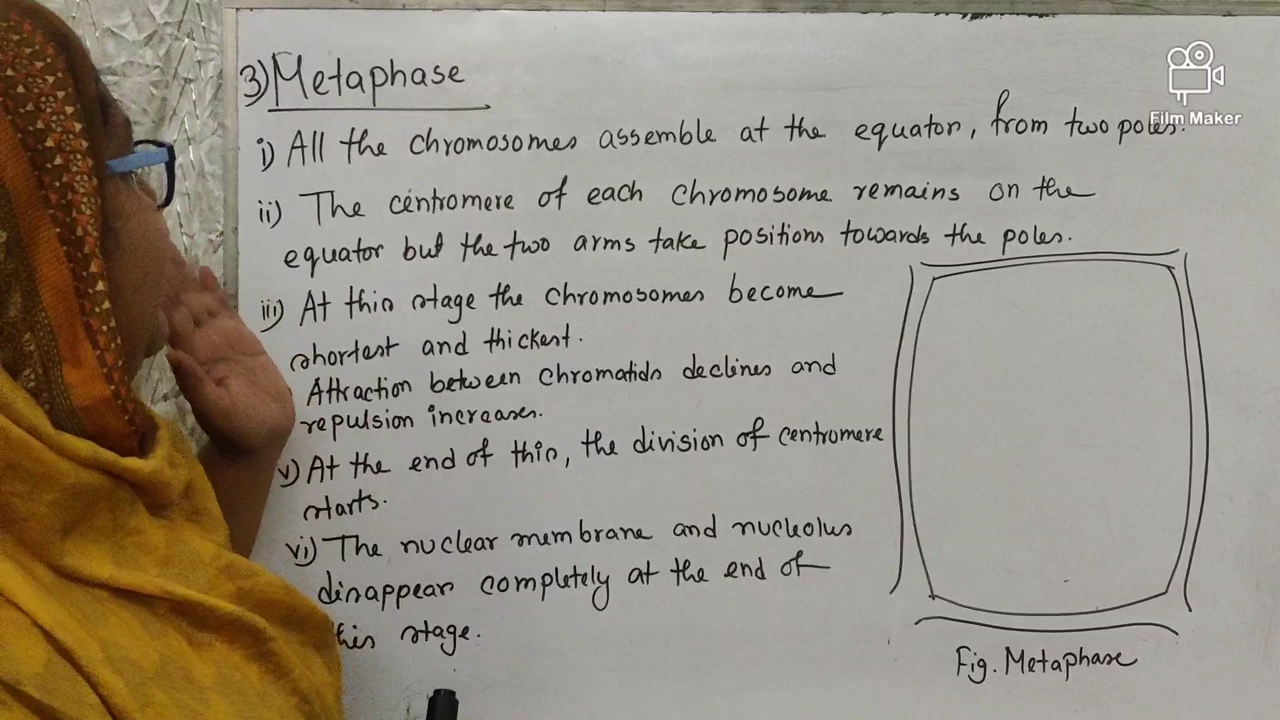 3) Metaphase
i) All the chromosomes assemble at the equator, from two poles.
ii) The centromere of each chromosome remains on the
equator but the two arms take positions towards the poles.
iii) At this stage the chromosomes become
shortest and thickest.
Attraction between chromatids declines and
repulsion increases.
v) At the end of this, the division of centromere
starts.
vi) The nuclear membrane and nucleolus
disappear completely at the end of
this stage.
Fig. Metaphase
Film Maker